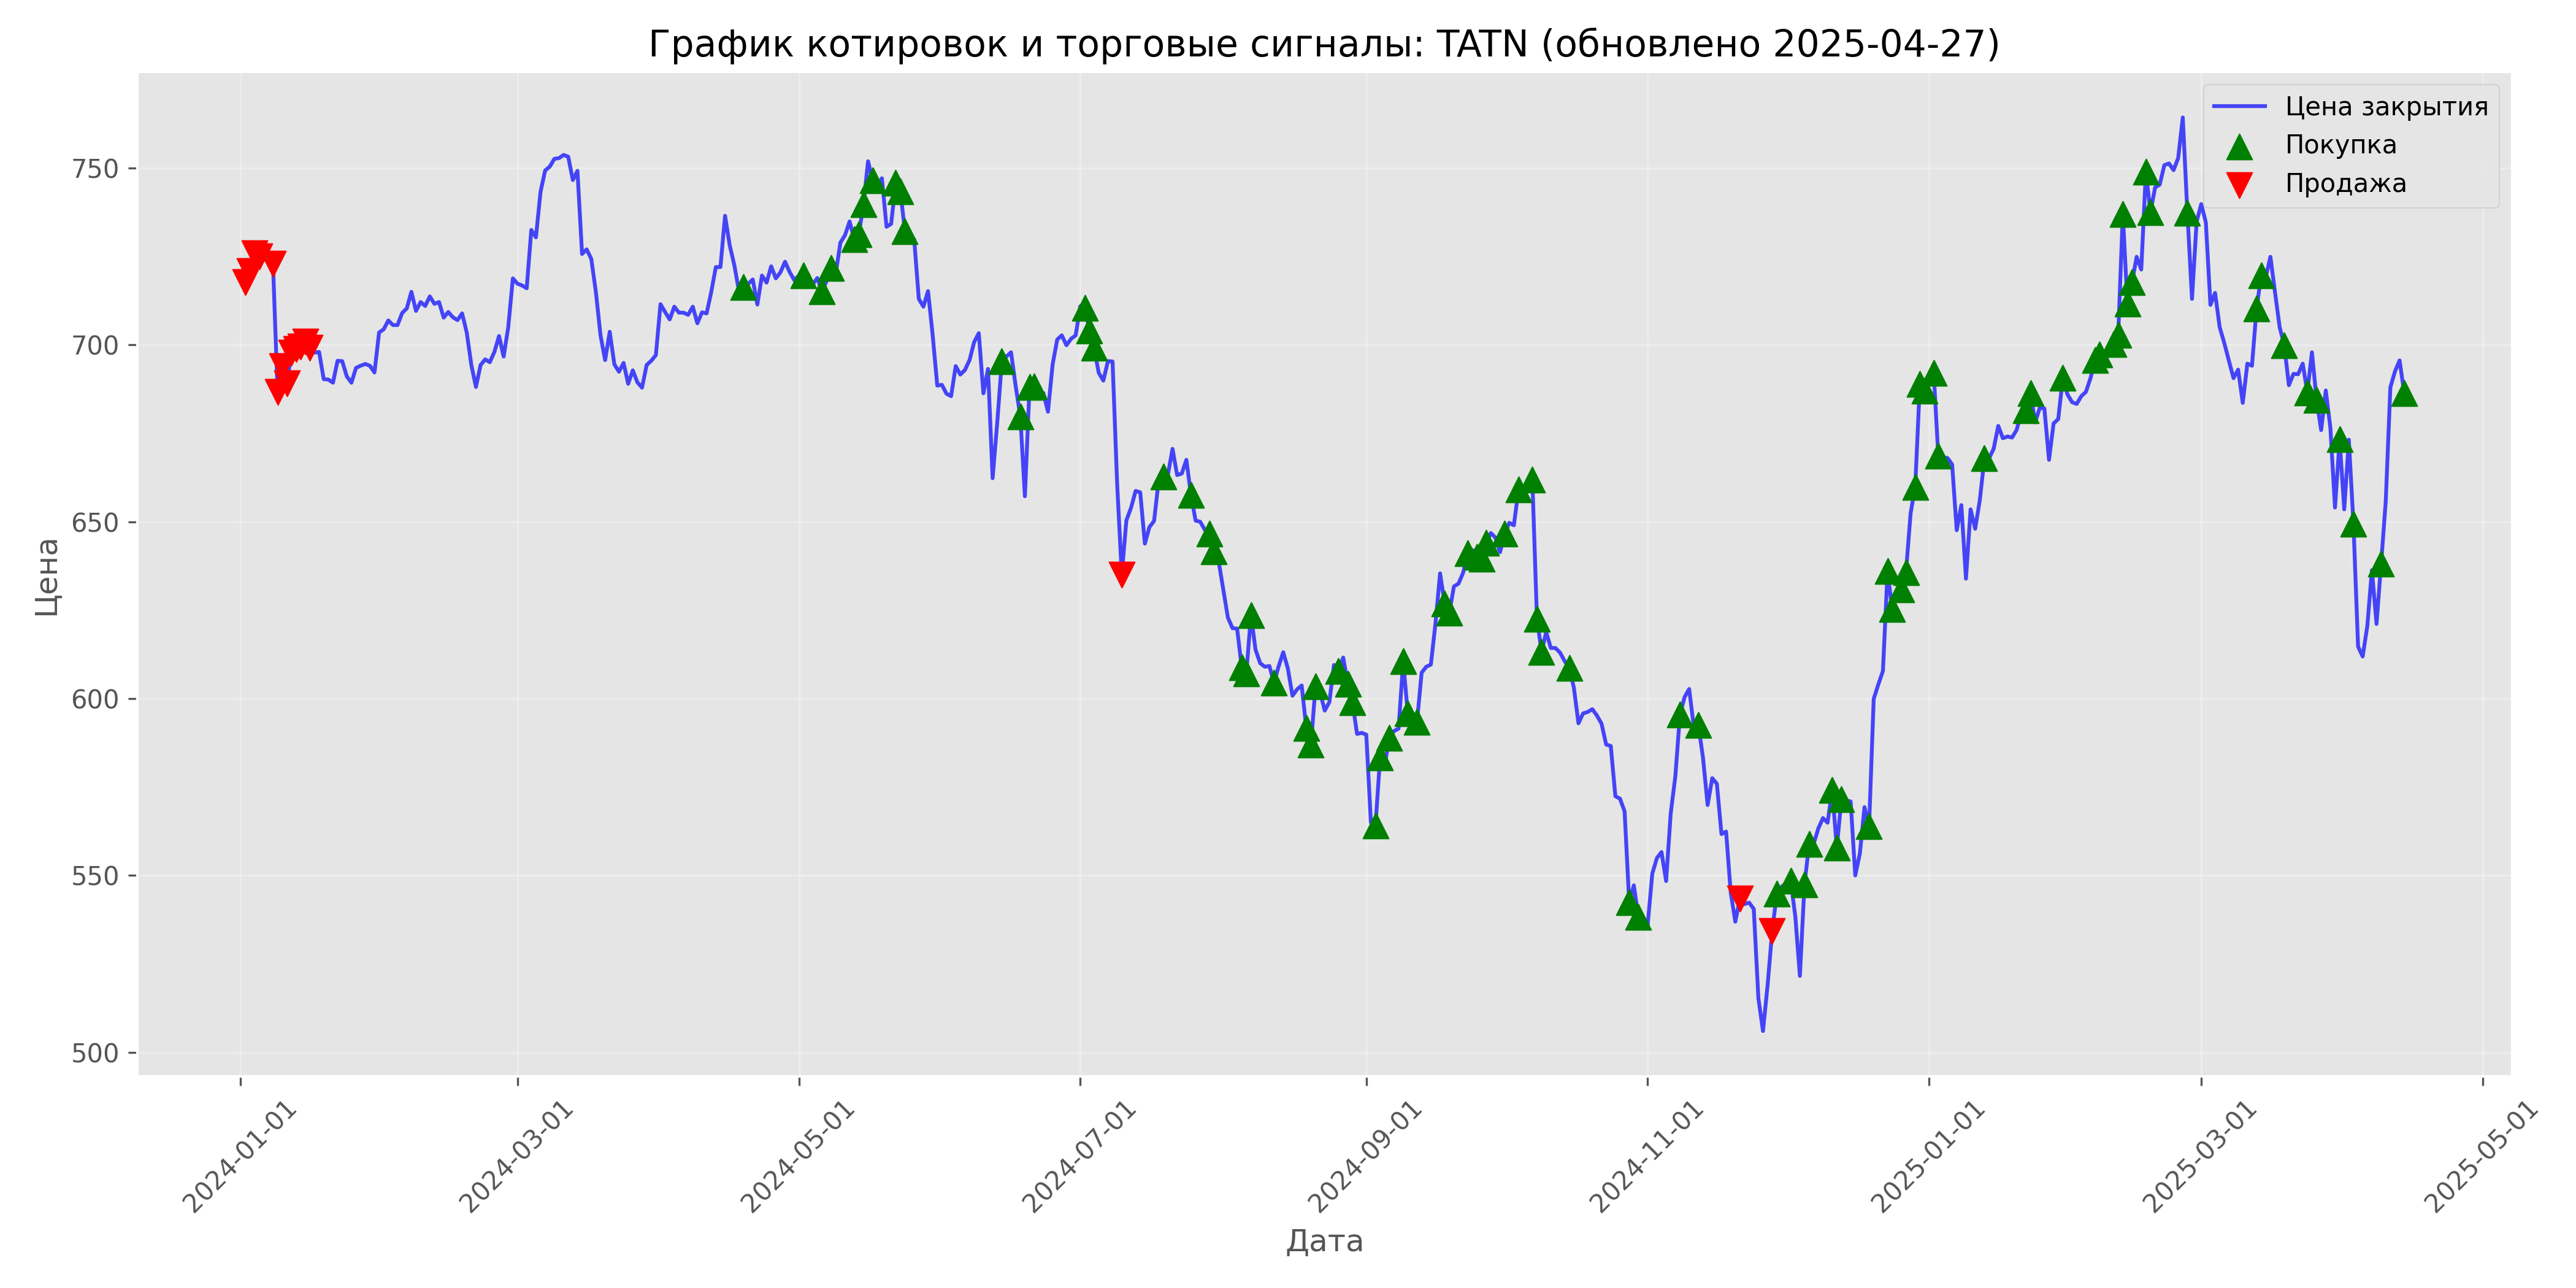 График котировок и торговые сигналы: TATN (обновлено 2025-04-27)
Цена закрытия
Покупка
Продажа
Цена
750
700
650
600
550
500
2024-01-01
2024-03-01
2024-05-01
2024-07-01
2024-09-01
2024-11-01
2025-01-01
2025-03-01
2025-05-01
Дата